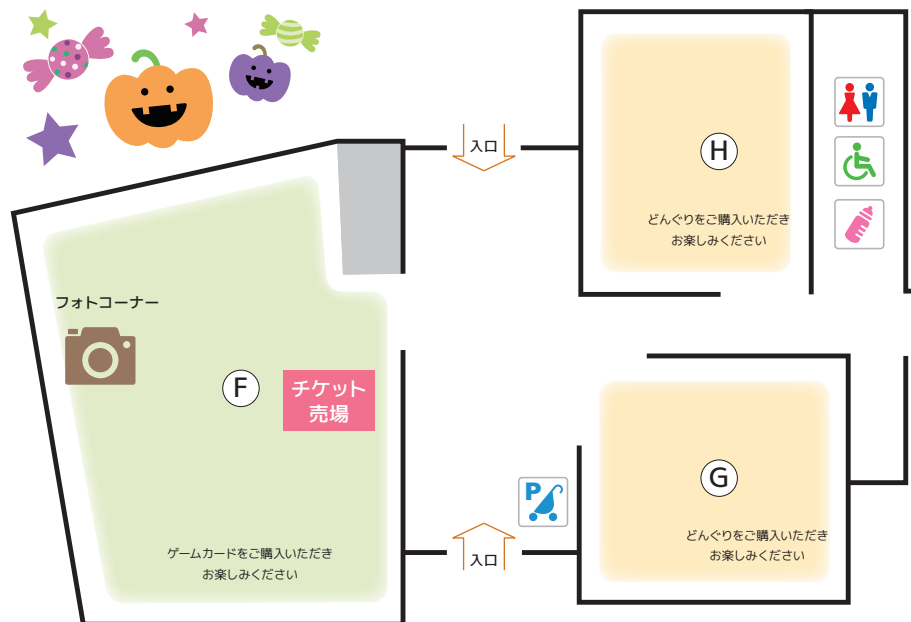 入口
H
どんぐりをご購入いただき
お楽しみください
フォトコーナー
F
チケット
売場
ゲームカードをご購入いただき
お楽しみください
P
入口
G
どんぐりをご購入いただき
お楽しみください